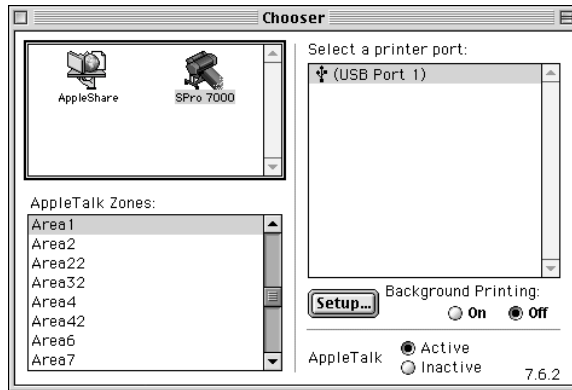 Chooser
AppleShare
SPro 7000
Select a printer port:
(USB Port 1)
AppleTalk Zones:
Area1
Area2
Area22
Area32
Area4
Area42
Area6
Area7
Setup...
Background Printing:
On Off
AppleTalk
Active
Inactive
7.6.2